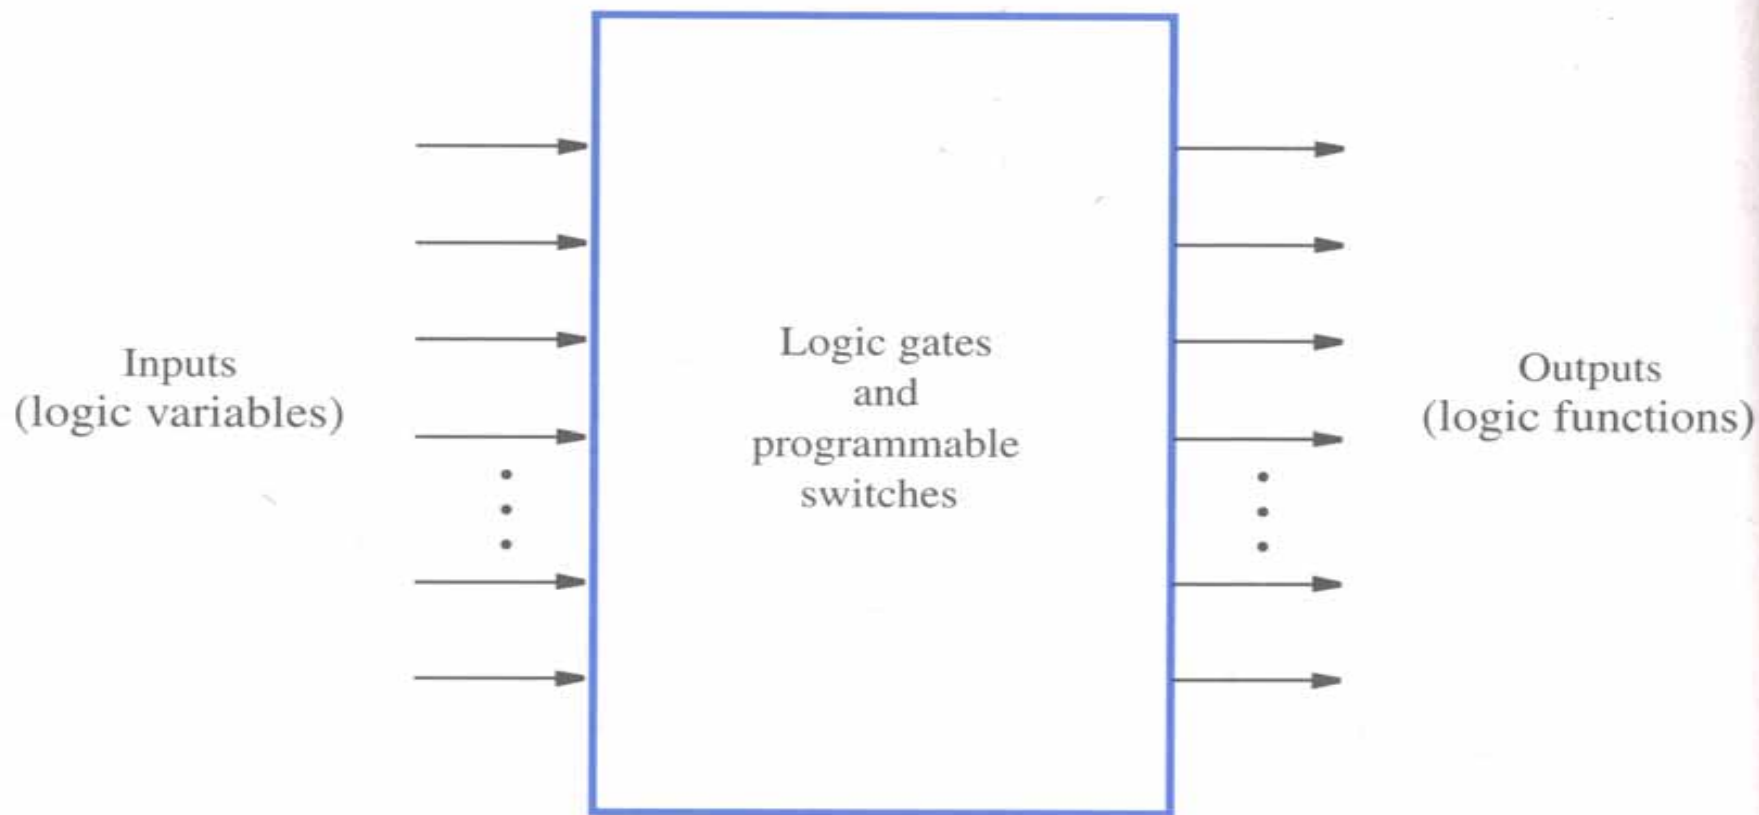 Inputs
(logic variables)
Logic gates
and
programmable
switches
Outputs
(logic functions)